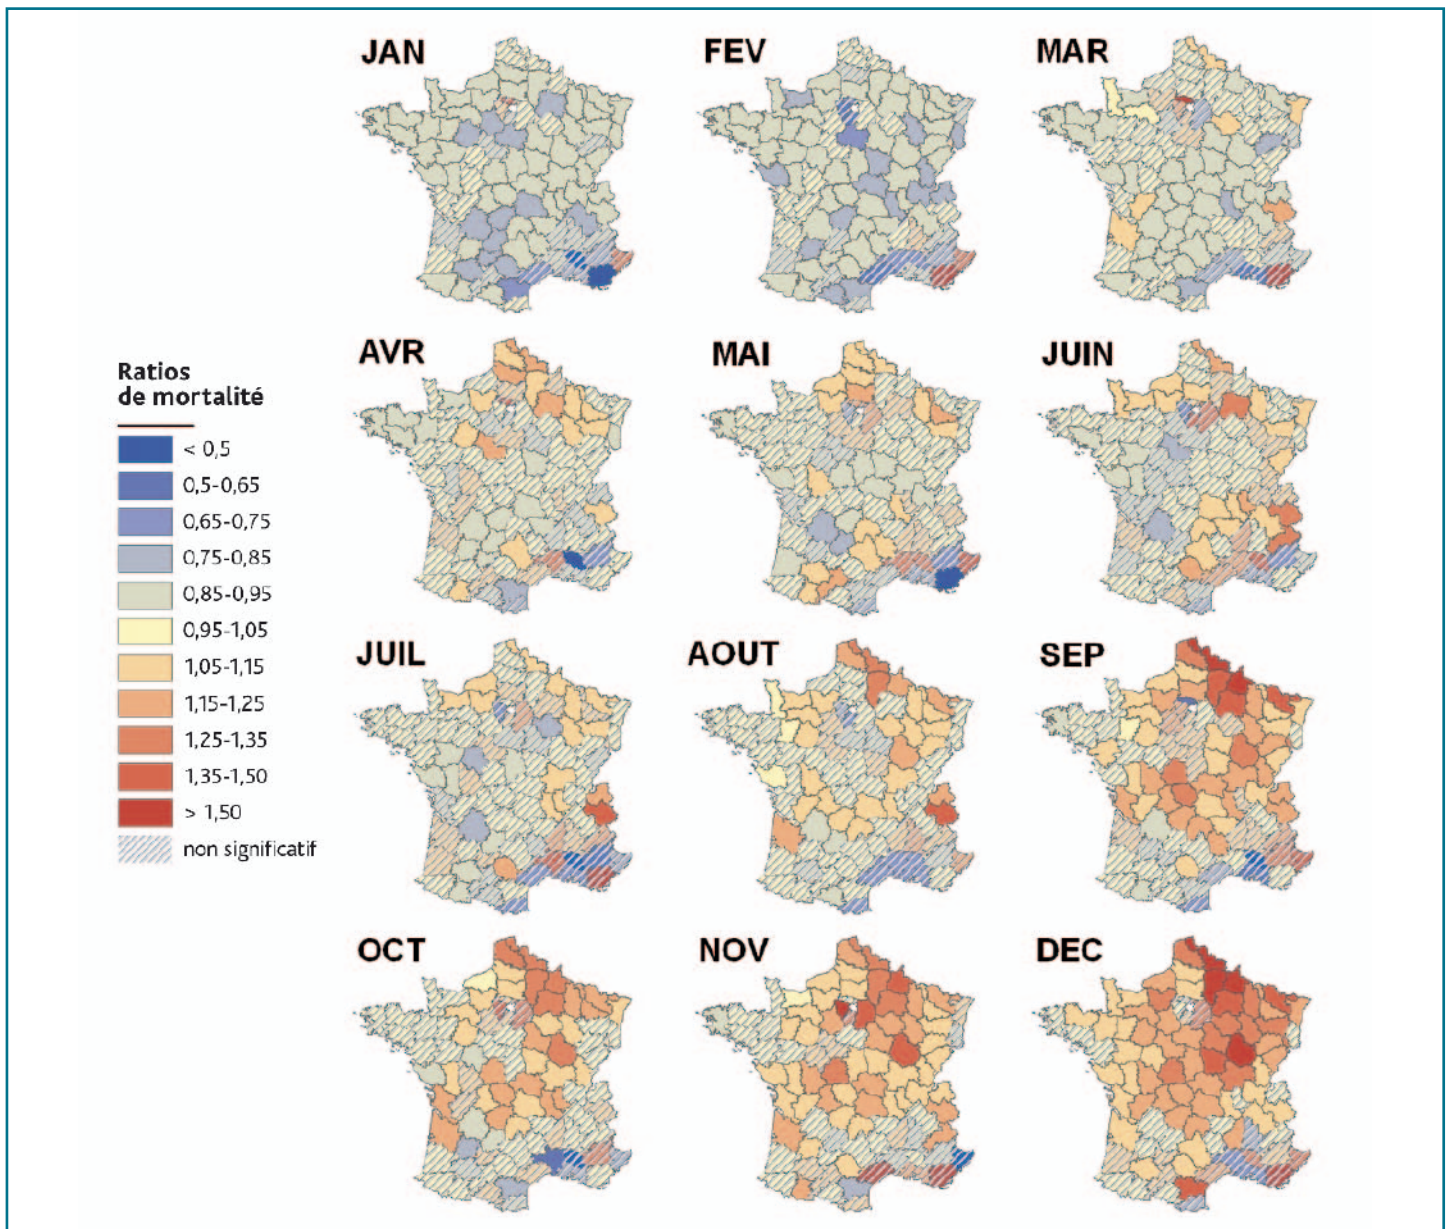 JAN
FEV
MAR
AVR
MAI
JUIN
Ratios
de mortalité
< 0,5
0,5-0,65
0,65-0,75
0,75-0,85
0,85-0,95
0,95-1,05
1,05-1,15
1,15-1,25
1,25-1,35
1,35-1,50
> 1,50
non significatif
JUIL
AOUT
SEP
OCT
NOV
DEC